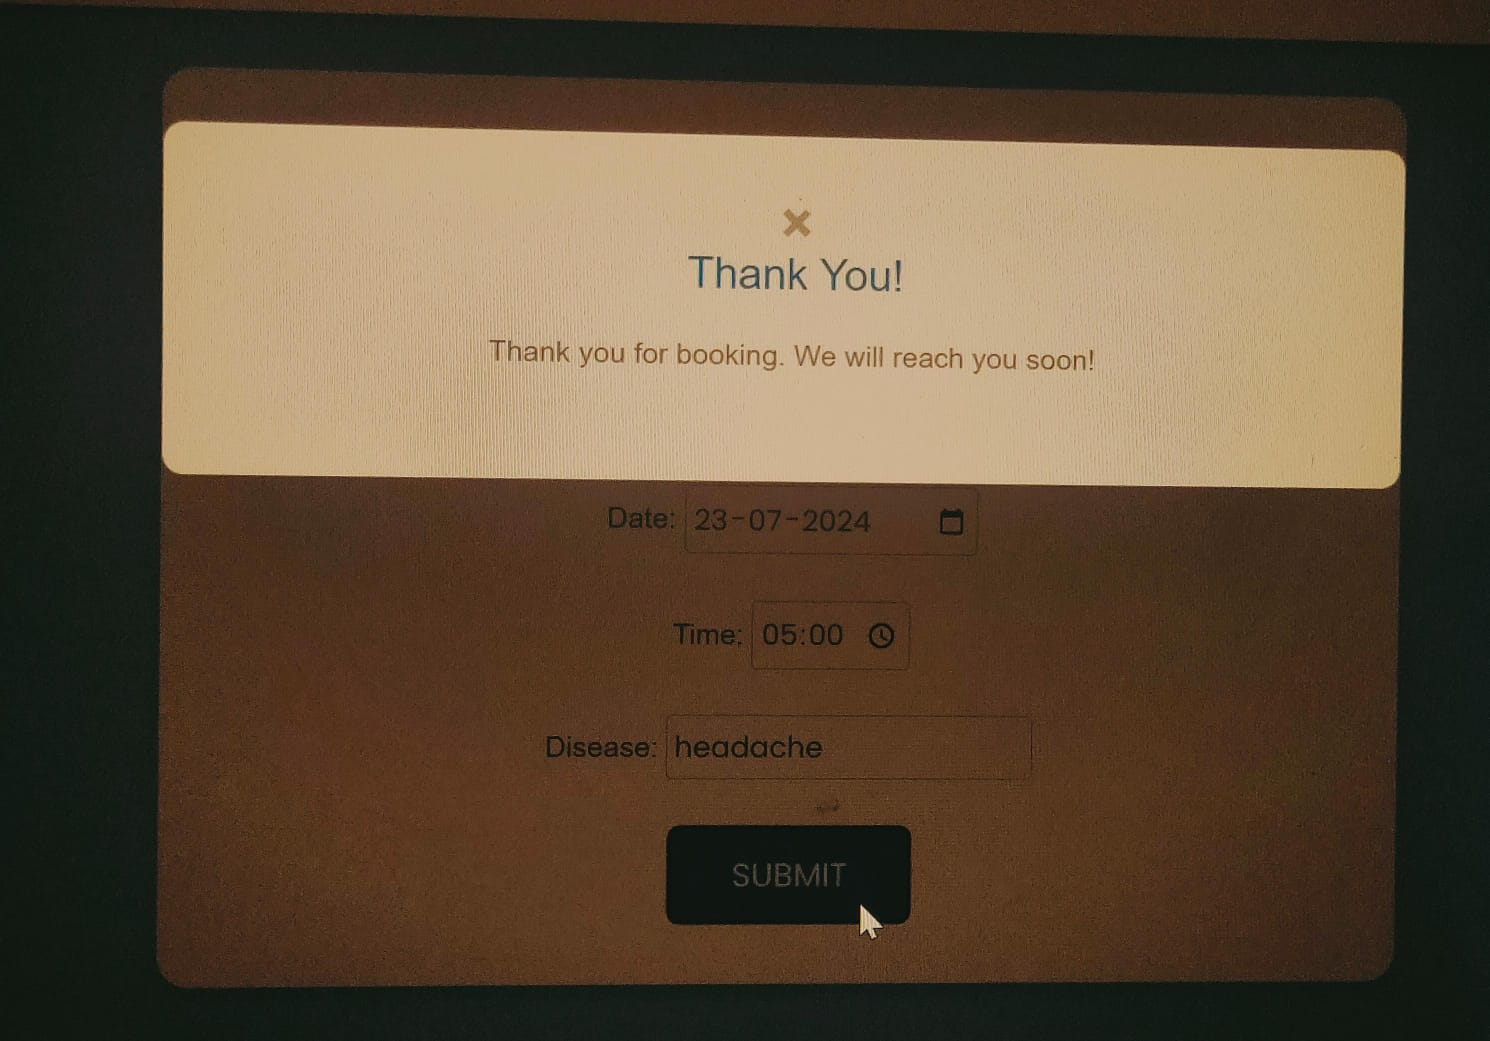 Thank You!
Thank you for booking. We will reach you soon!
Date: 23-07-2024
Time: 05:00
Disease: headache
SUBMIT